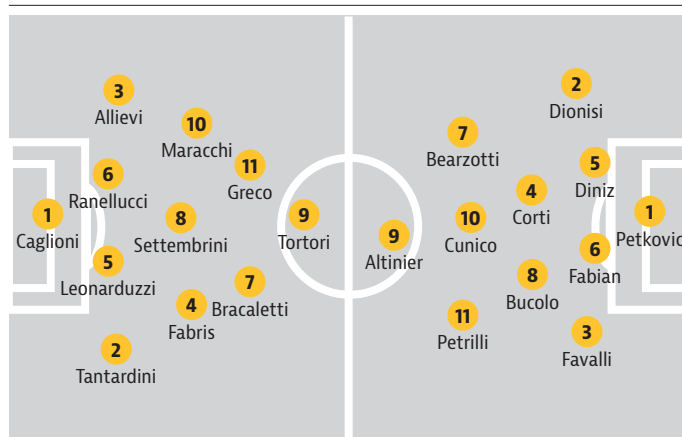 3
Allievi
10
Maracchi
11
Greco
6
Ranellucci
1
Caglioni
8
Settembrini
9
Tortori
5
Leonarduzzi
7
Bracaletti
4
Fabris
2
Tantardini
2
Dionisi
7
Bearzotti
5
Diniz
4
Corti
1
Petkovic
10
Cunico
9
Altinier
6
Fabian
8
Bucolo
11
Petrilli
3
Favalli